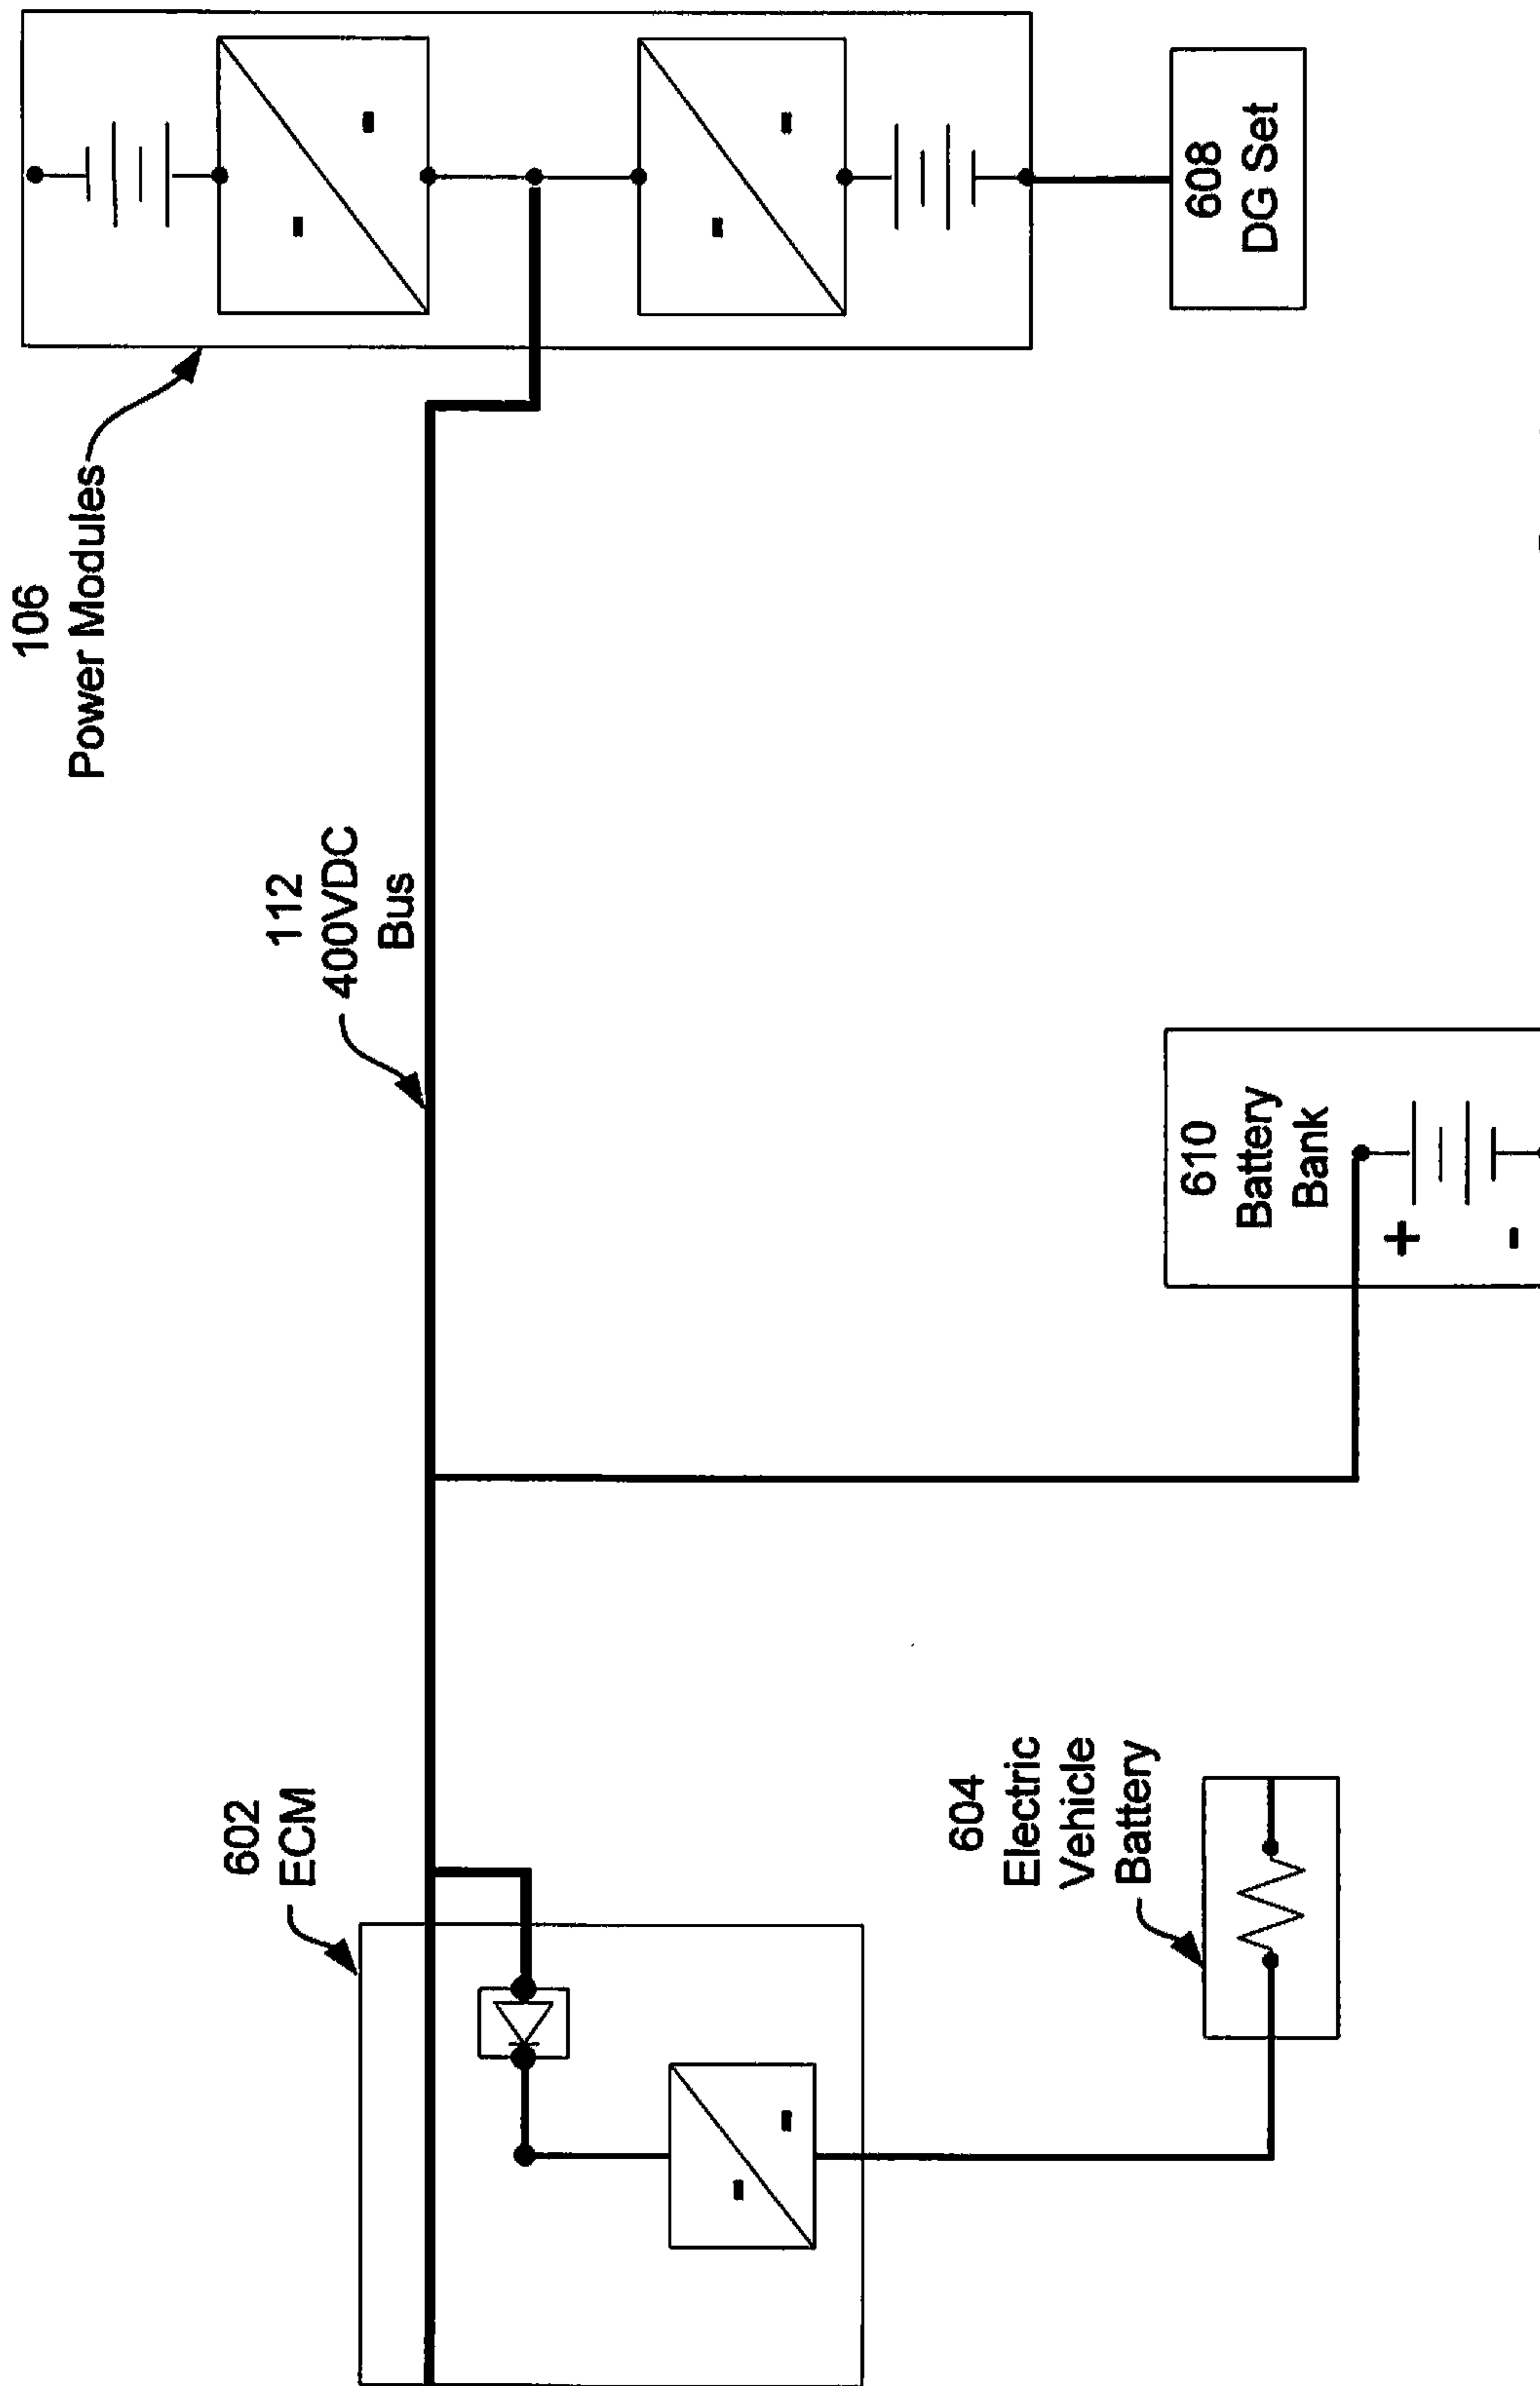 106
Power Modules
112
400VDC
Bus
602
ECM
604
Electric
Vehicle
Battery
608
DG Set
610
Battery
Bank
+
-